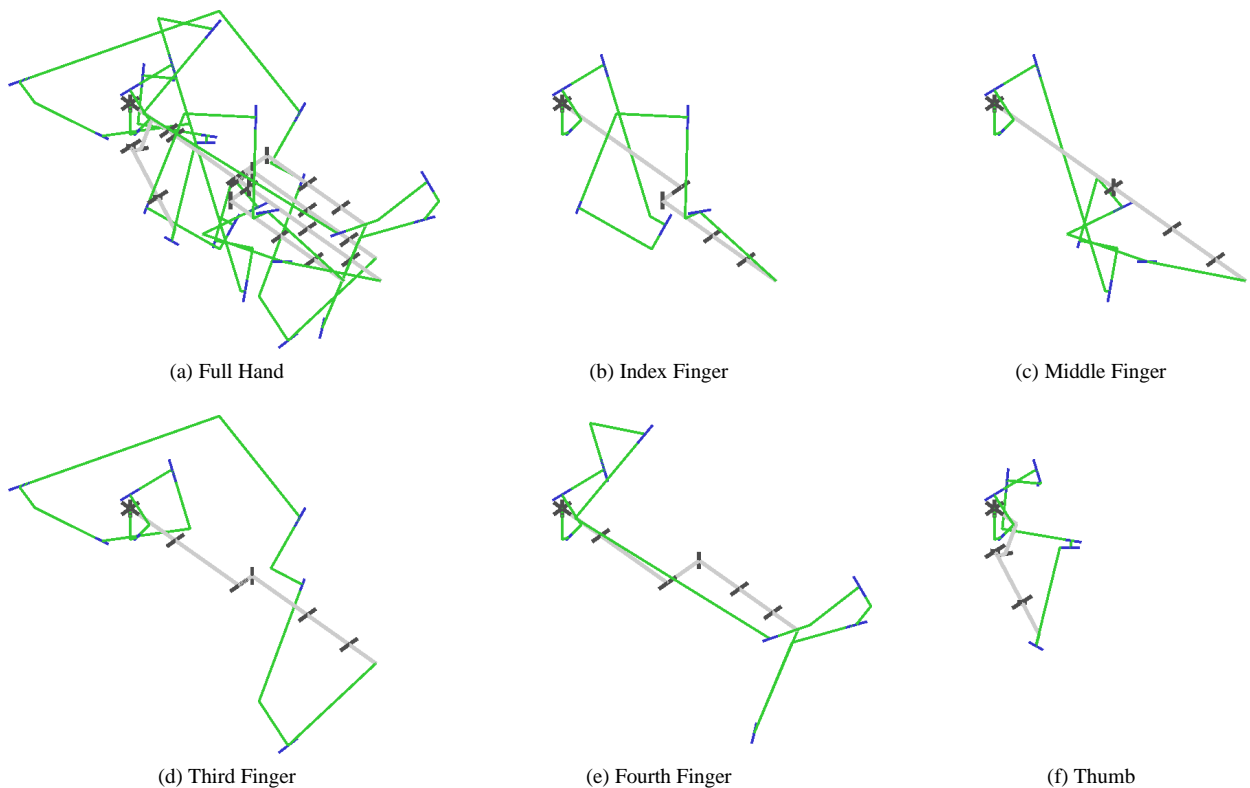 (a) Full Hand
(b) Index Finger
(c) Middle Finger
(d) Third Finger
(e) Fourth Finger
(f) Thumb